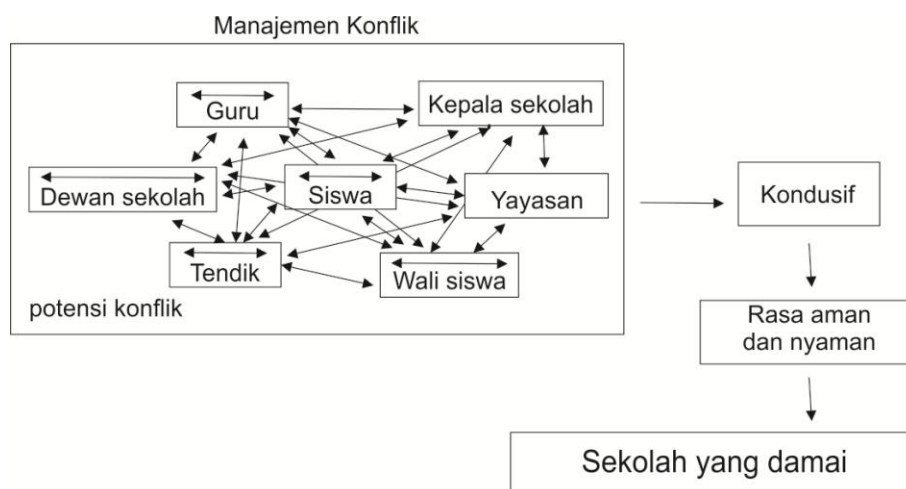 Manajemen Konflik
Guru
Kepala sekolah
Dewan sekolah
Siswa
Yayasan
Tendik
Wali siswa
potensi konflik
Kondusif
Rasa aman
dan nyaman
Sekolah yang damai